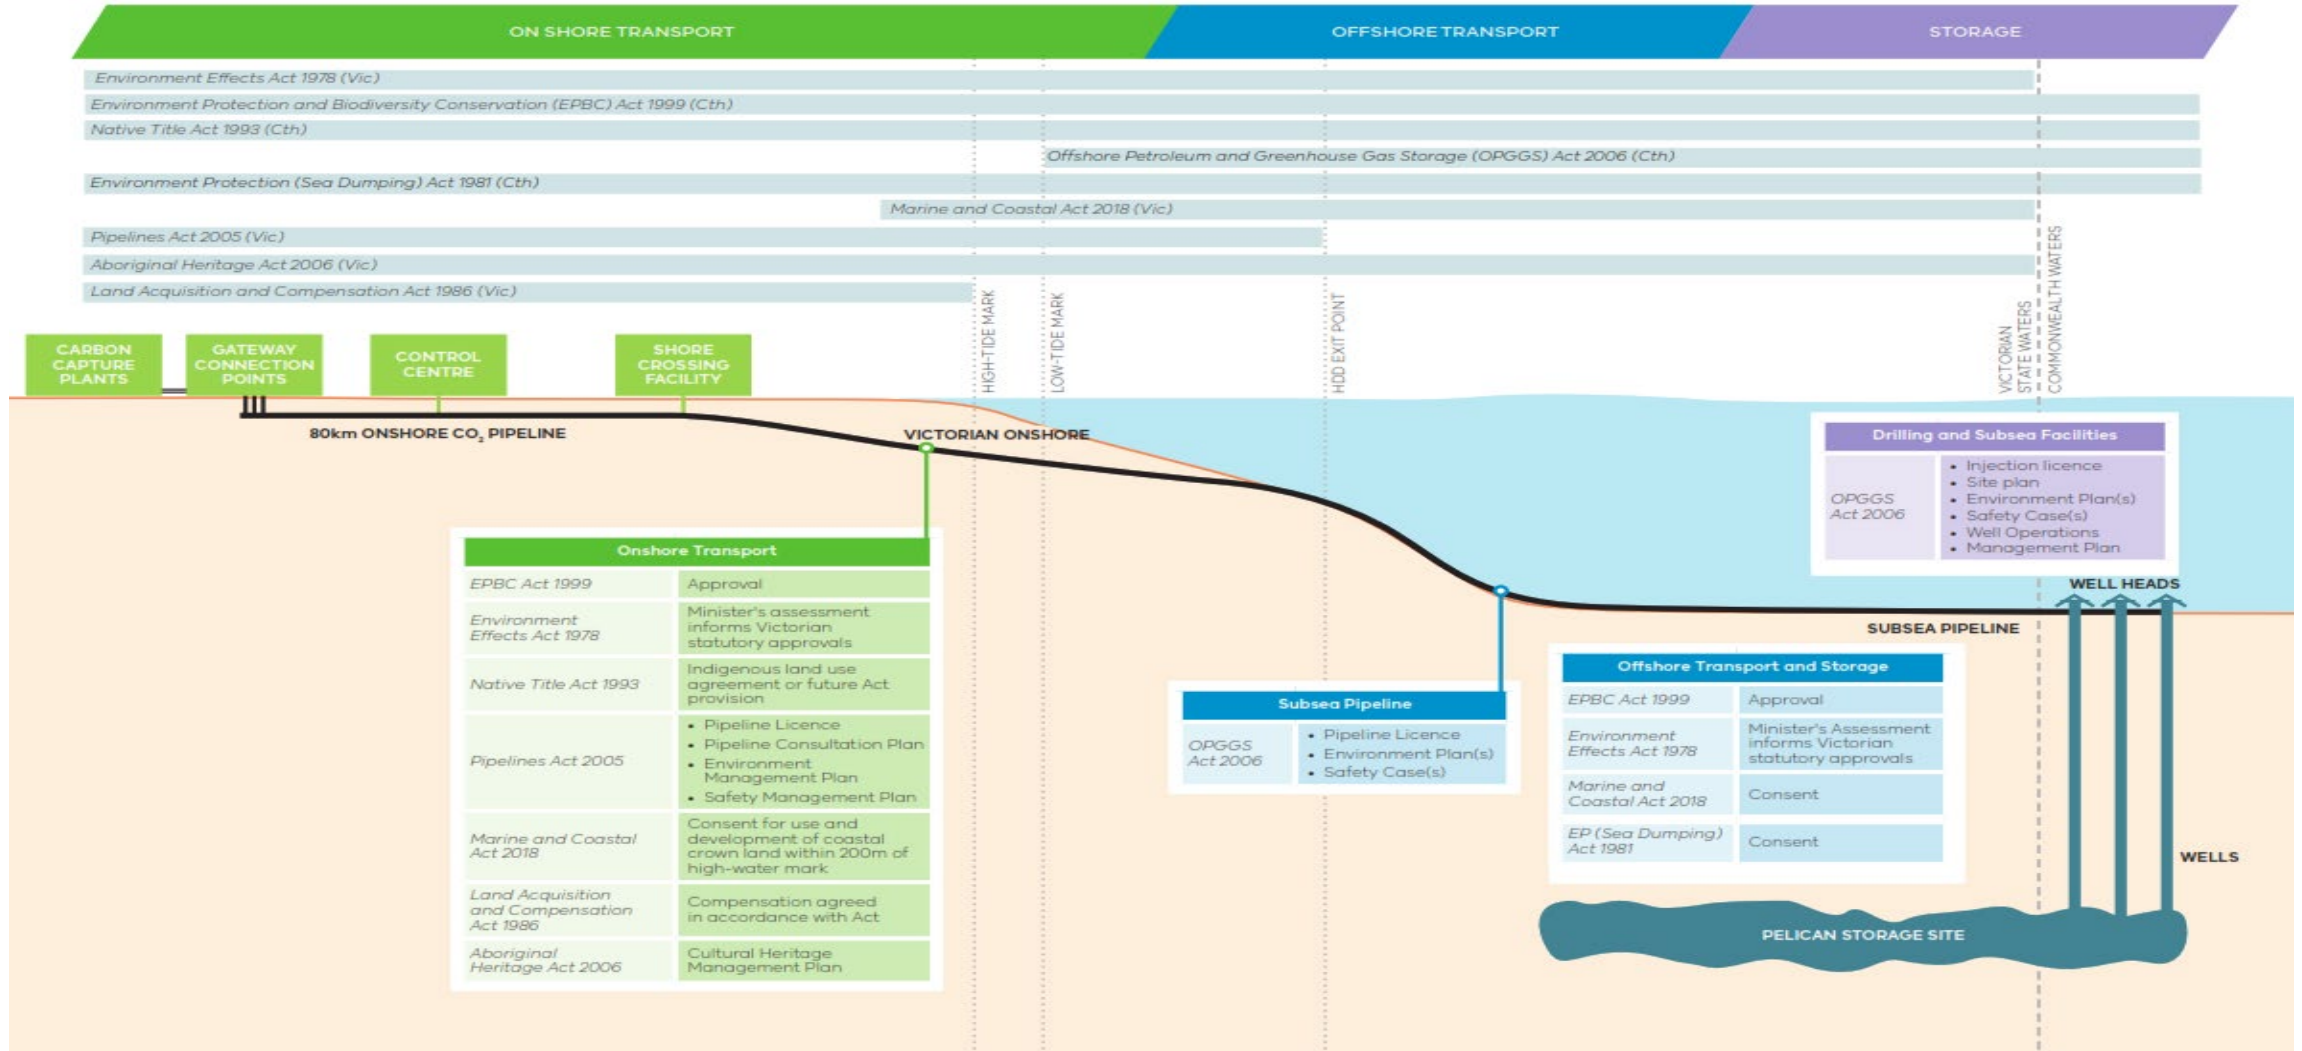 ON SHORE TRANSPORT
OFFSHORE TRANSPORT
STORAGE
Environment Effects Act 1978 (Vic)
Environment Protection and Biodiversity Conservation (EPBC) Act 1999 (Cth)
Native Title Act 1993 (Cth)
Offshore Petroleum and Greenhouse Gas Storage (OPGGS) Act 2006 (Cth)
Environment Protection (Sea Dumping) Act 1981 (Cth)
Marine and Coastal Act 2018 (Vic)
Pipelines Act 2005 (Vic)
Aboriginal Heritage Act 2006 (Vic)
Land Acquisition and Compensation Act 1986 (Vic)
HIGH-TIDE MARK
LOW-TIDE MARK
HDD EXIT POINT
VICTORIAN
STATE WATERS
COMMONWEALTH WATERS
CARBON
CAPTURE
PLANTS
GATEWAY
CONNECTION
POINTS
CONTROL
CENTRE
SHORE
CROSSING
FACILITY
80km ONSHORE CO₂ PIPELINE
VICTORIAN ONSHORE
Onshore Transport
EPBC Act 1999
Approval
Environment
Effects Act 1978
Minister's assessment
informs Victorian
statutory approvals
Native Title Act 1993
Indigenous land use
agreement or future Act
provision
Pipelines Act 2005
• Pipeline Licence
• Pipeline Consultation Plan
• Environment
Management Plan
• Safety Management Plan
Marine and Coastal
Act 2018
Consent for use and
development of coastal
crown land within 200m of
high-water mark
Land Acquisition
and Compensation
Act 1986
Compensation agreed
in accordance with Act
Aboriginal
Heritage Act 2006
Cultural Heritage
Management Plan
Subsea Pipeline
OPGGS
Act 2006
• Pipeline Licence
• Environment Plan(s)
• Safety Case(s)
Drilling and Subsea Facilities
OPGGS
Act 2006
• Injection licence
• Site plan
• Environment Plan(s)
• Safety Case(s)
• Well Operations
• Management Plan
WELL HEADS
SUBSEA PIPELINE
Offshore Transport and Storage
EPBC Act 1999
Approval
Environment
Effects Act 1978
Minister's Assessment
informs Victorian
statutory approvals
Marine and
Coastal Act 2018
Consent
EP (Sea Dumping)
Act 1981
Consent
WELLS
PELICAN STORAGE SITE